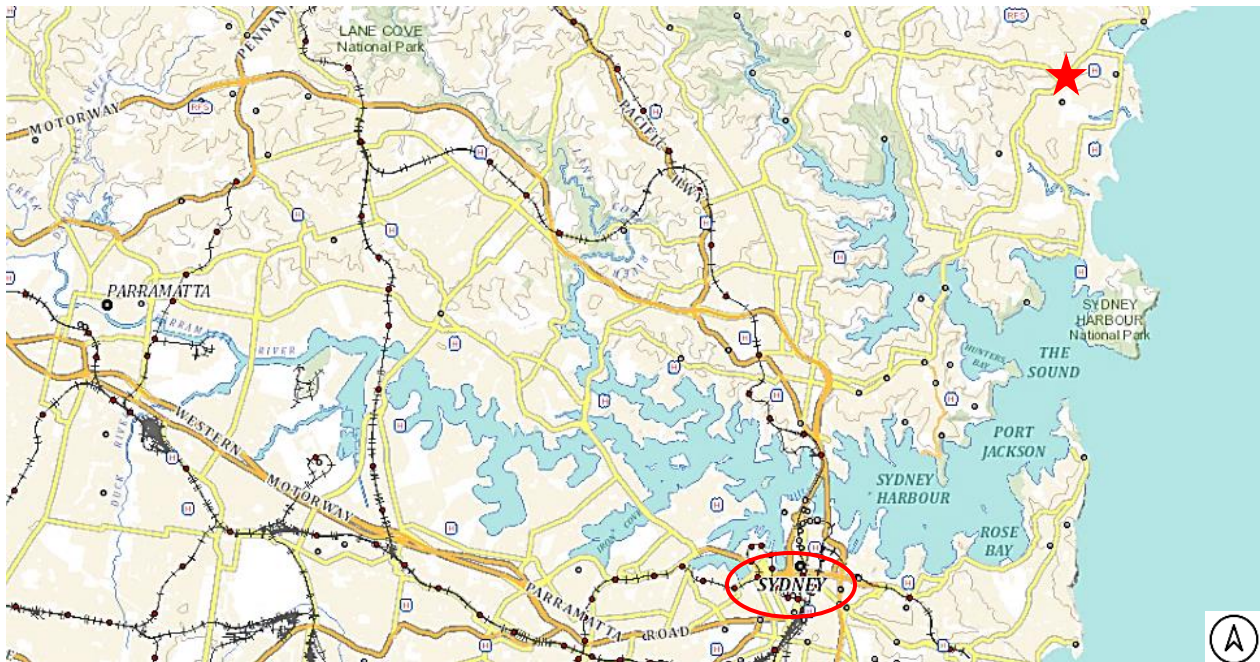 LANE COVE
National Park
RFS
H
PENNANT
MOTORWAY
RFS
PACIFIC
HWY
H
H
H
LANE
COVE
RIVER
CREEK
H
H
H
H
H
PARRAMATTA
RIVER
H
H
H
SYDNEY
HARBOUR
National Park
HUNTERS
BAY
THE
SOUND
H
H
H
H
PORT
JACKSON
WESTERN
MOTORWAY
DUCK
RIVER
H
H
SYDNEY
HARBOUR
ROSE
BAY
H
H
H
IRON COVE
H
SYDNEY
H
H
PARRAMATTA
ROAD
H
H
A